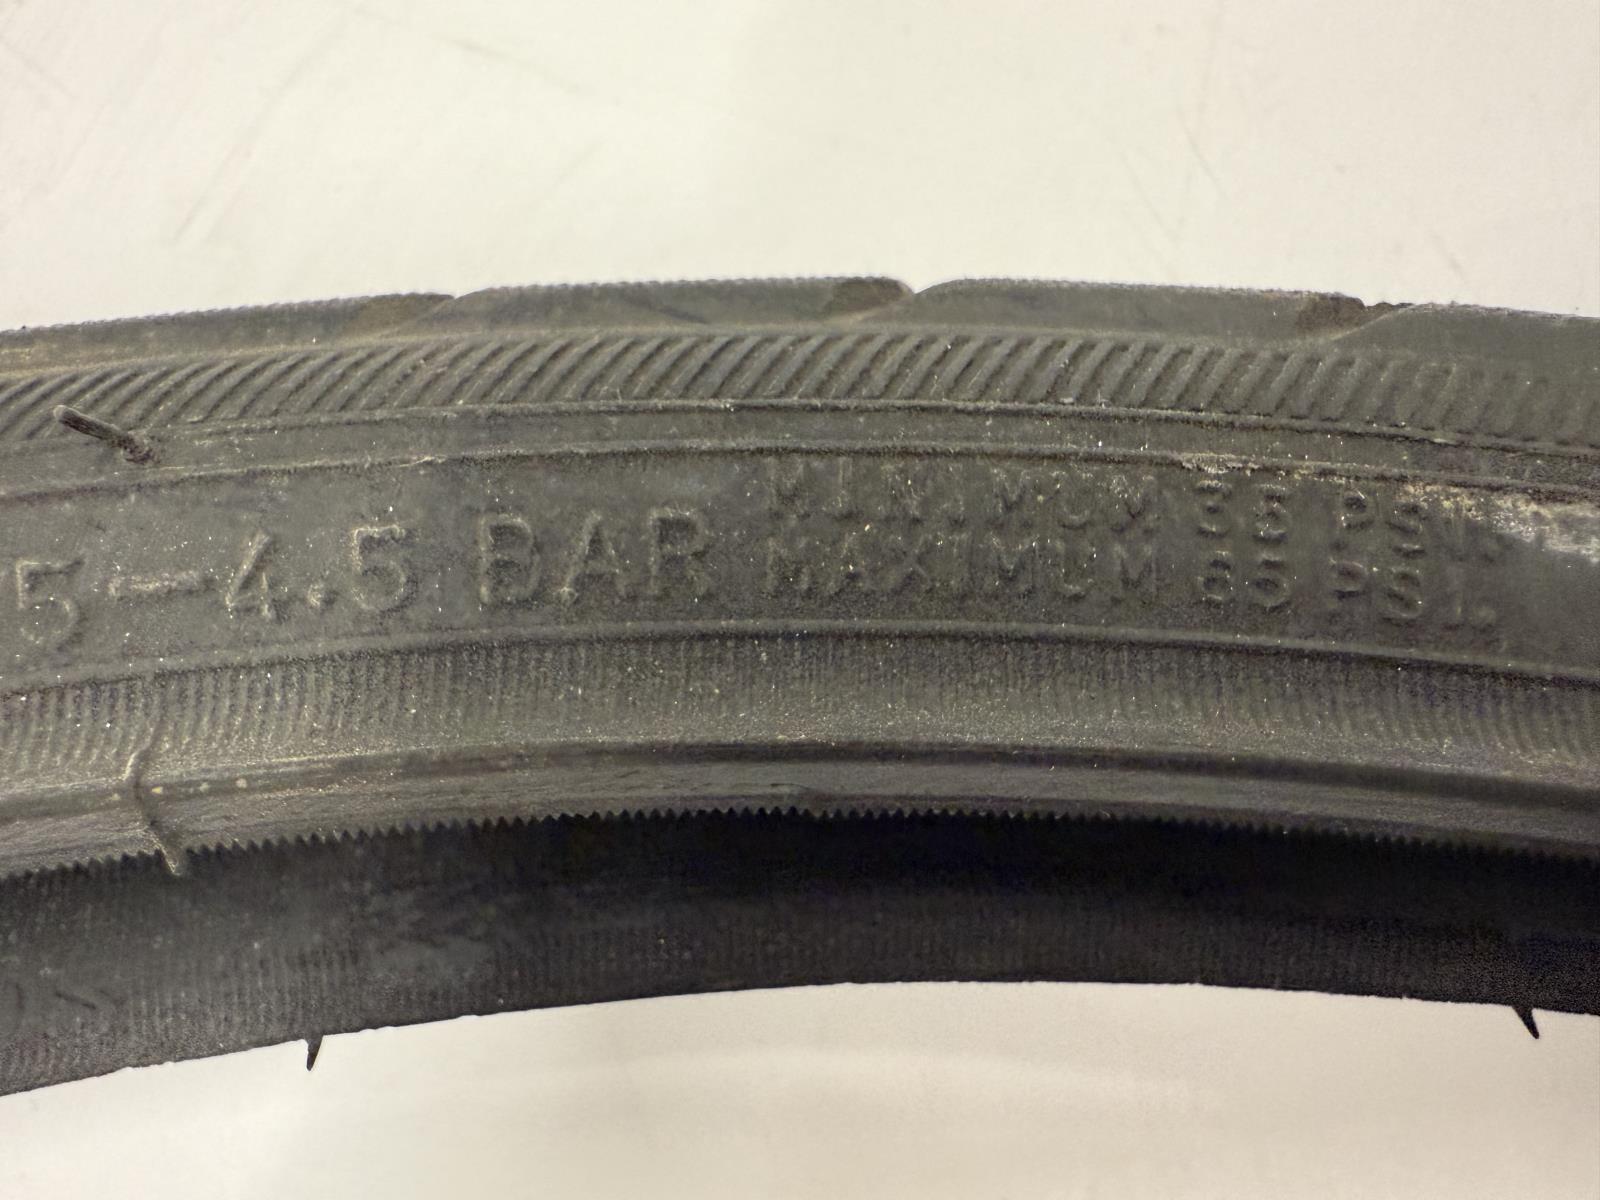 5-4.5 BAR
MINIMUM 35 PSI.
MAXIMUM 65 PSI.